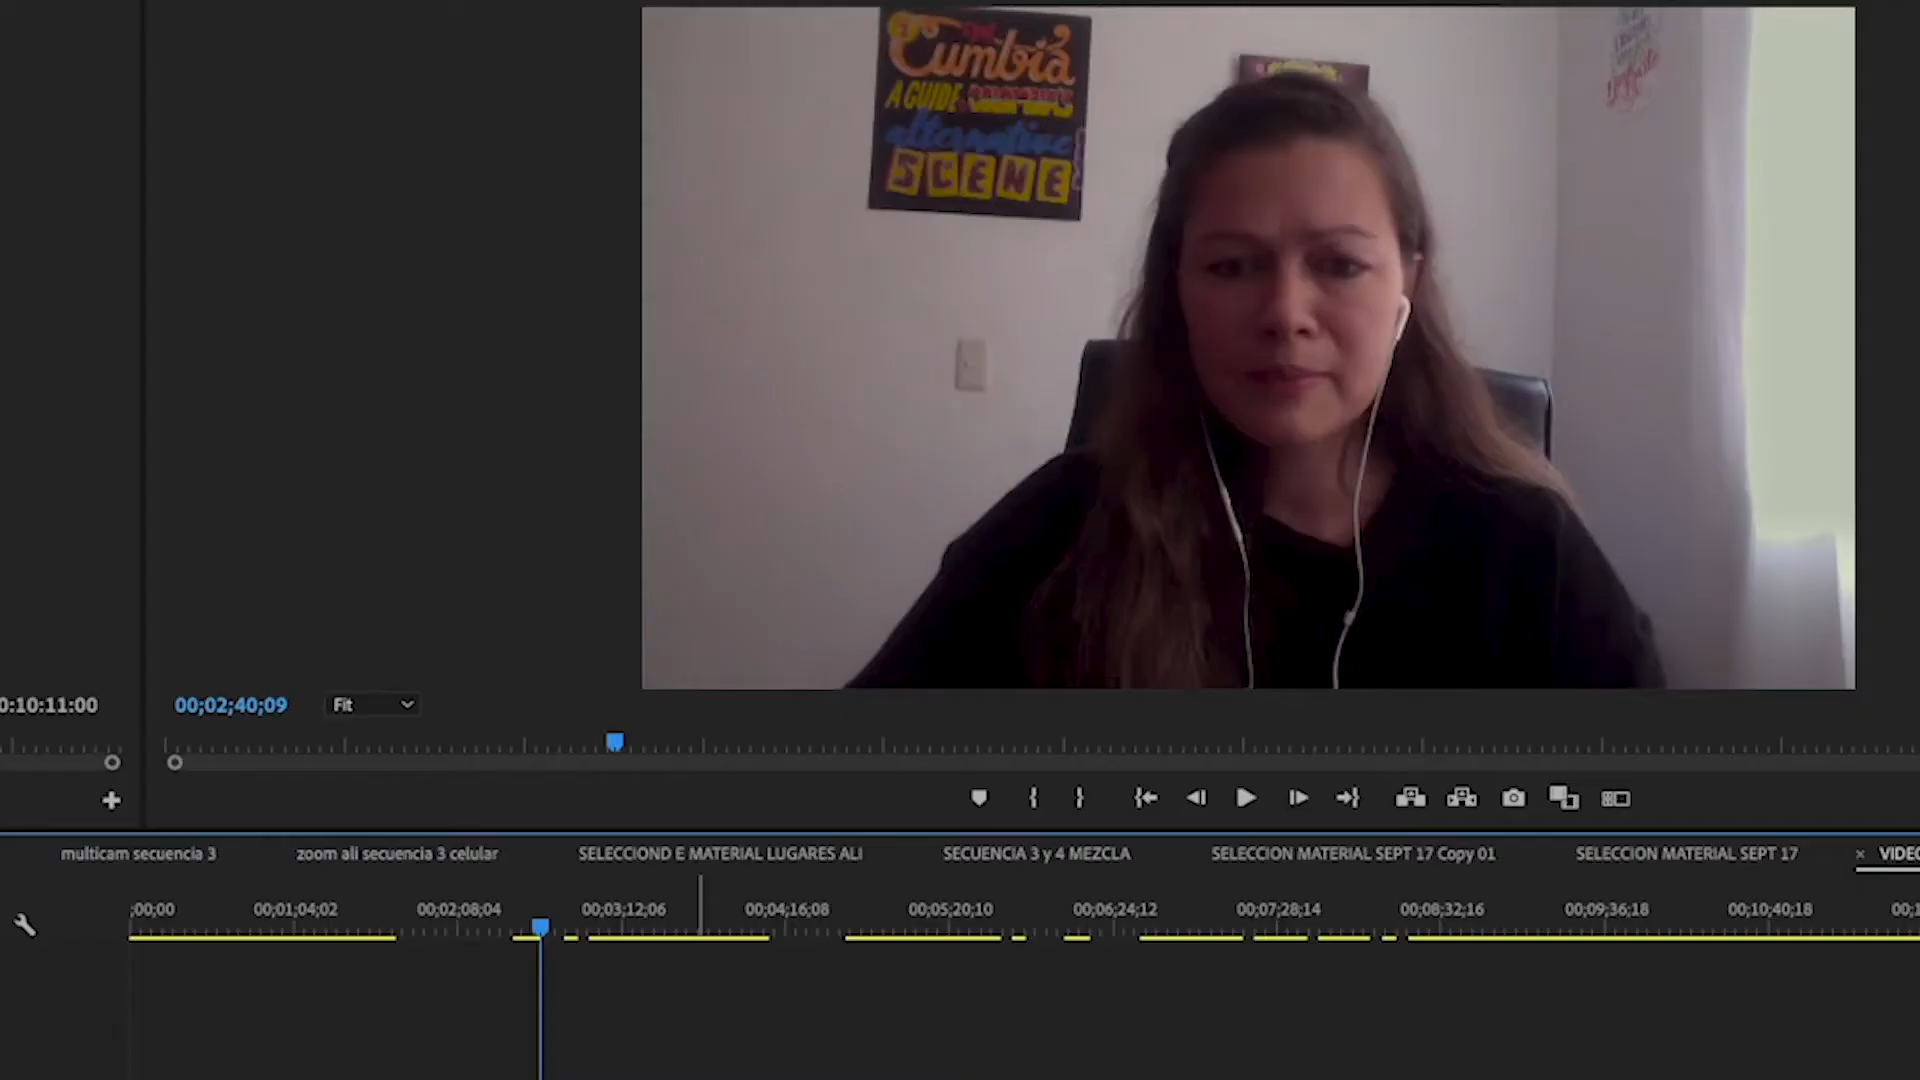 Cumbia
A GUIDE
alternative
SCENE
0:10:11:00
00;02;40;09
Fit
multicam secuencia 3
zoom ali secuencia 3 celular
SELECCIOND E MATERIAL LUGARES ALI
SECUENCIA 3 y 4 MEZCLA
SELECCION MATERIAL SEPT 17 Copy 01
SELECCION MATERIAL SEPT 17
× VIDEO
;00;00
00;01;04;02
00;02;08;04
00;03;12;06
00;04;16;08
00;05;20;10
00;06;24;12
00;07;28;14
00;08;32;16
00;09;36;18
00;10;40;18
00;1